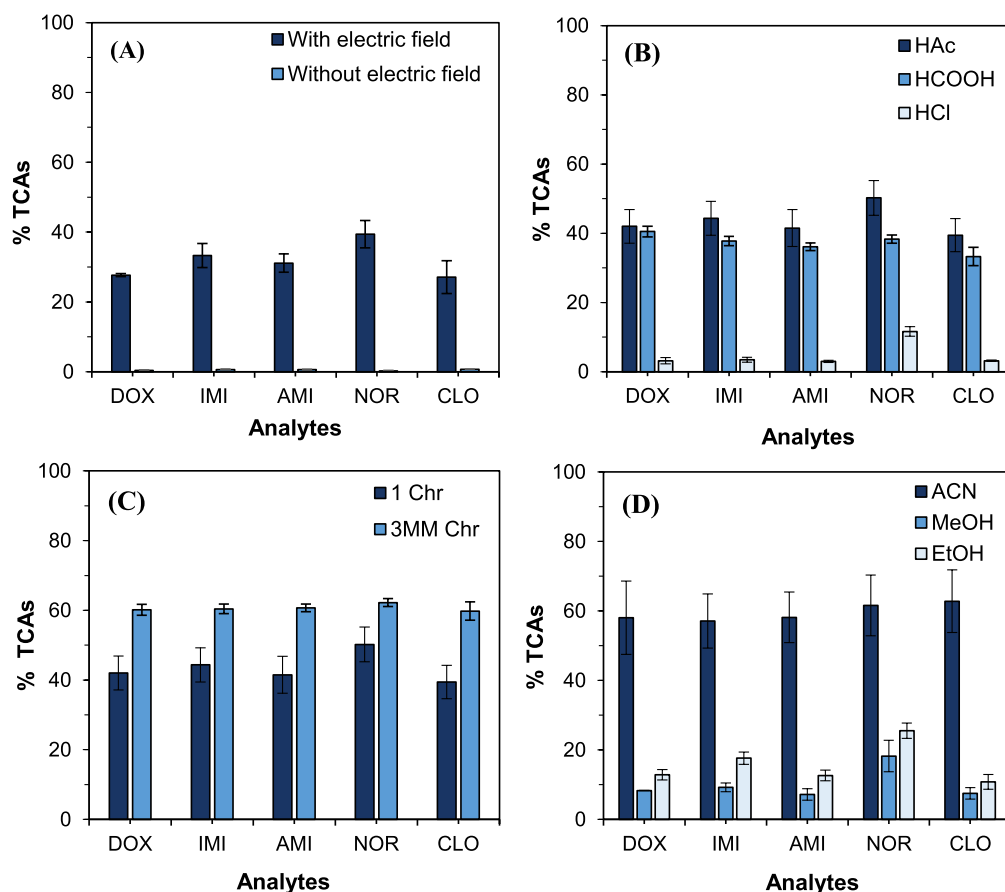 (A)
With electric field
Without electric field
% TCAs
100
80
60
40
20
0
DOX IMI AMI NOR CLO
Analytes
(B)
HAc
HCOOH
HCl
% TCAs
100
80
60
40
20
0
DOX IMI AMI NOR CLO
Analytes
(C)
1 Chr
3MM Chr
% TCAs
100
80
60
40
20
0
DOX IMI AMI NOR CLO
Analytes
(D)
ACN
MeOH
EtOH
% TCAs
100
80
60
40
20
0
DOX IMI AMI NOR CLO
Analytes